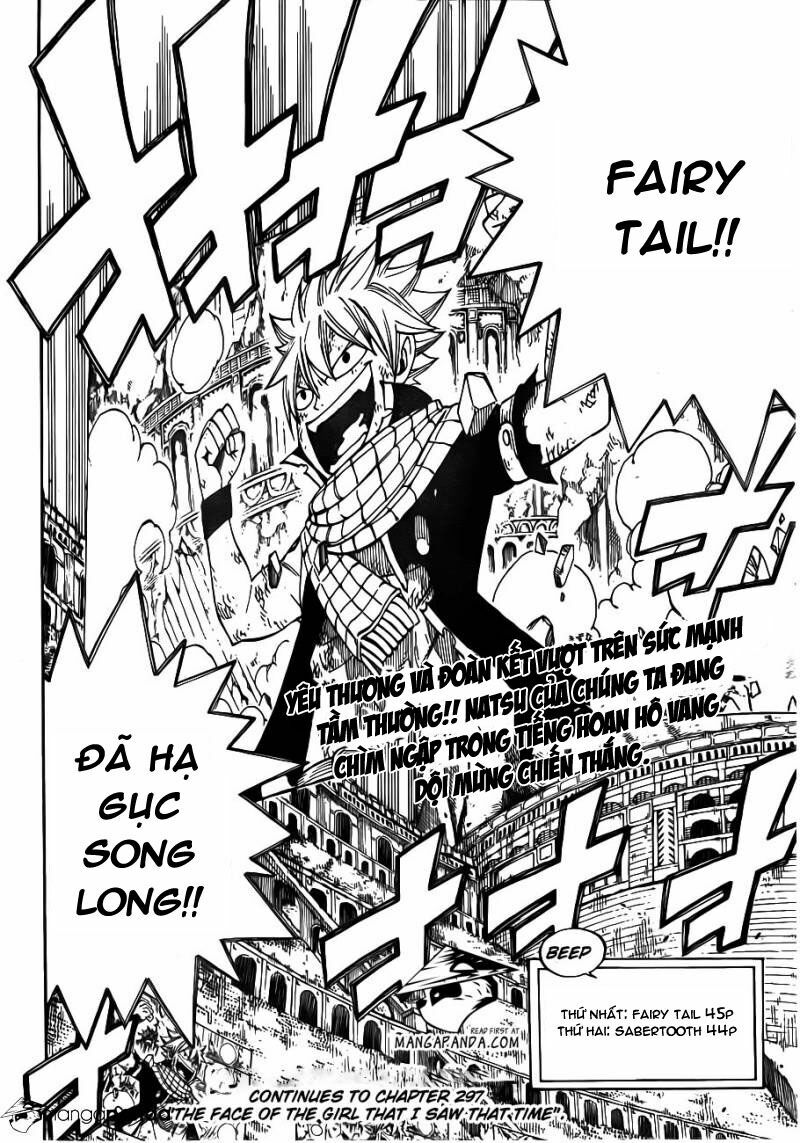 FAIRY
TAIL!!
YÊU THƯƠNG VÀ ĐOÀN KẾT VƯỢT TRÊN SỨC MẠNH
TẦM THƯỜNG!! NATSU CỦA CHÚNG TA ĐANG
CHÌM NGẬP TRONG TIẾNG HOAN HÔ VANG
DỘI MỪNG CHIẾN THẮNG.
ĐÃ HẠ
GỤC
SONG
LONG!!
BEEP
THỨ NHẤT: FAIRY TAIL 45P
THỨ HAI: SABERTOOTH 44P
READ FIRST AT
MANGAPANDA.COM
CONTINUES TO CHAPTER 297
"THE FACE OF THE GIRL THAT I SAW THAT TIME".